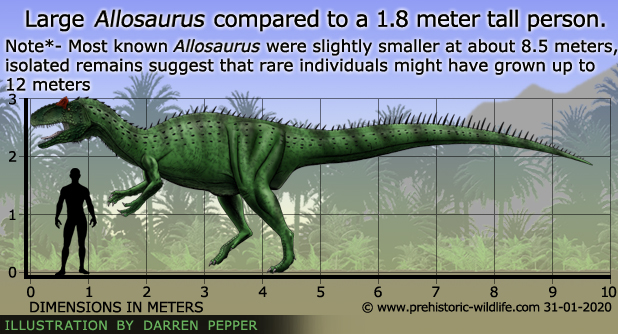 Large Allosaurus compared to a 1.8 meter tall person.
Note*- Most known Allosaurus were slightly smaller at about 8.5 meters,
isolated remains suggest that rare individuals might have grown up to
12 meters
3
2
1
0
0 1 2 3 4 5 6 7 8 9 10
DIMENSIONS IN METERS © www.prehistoric-wildlife.com 31-01-2020
ILLUSTRATION BY DARREN PEPPER